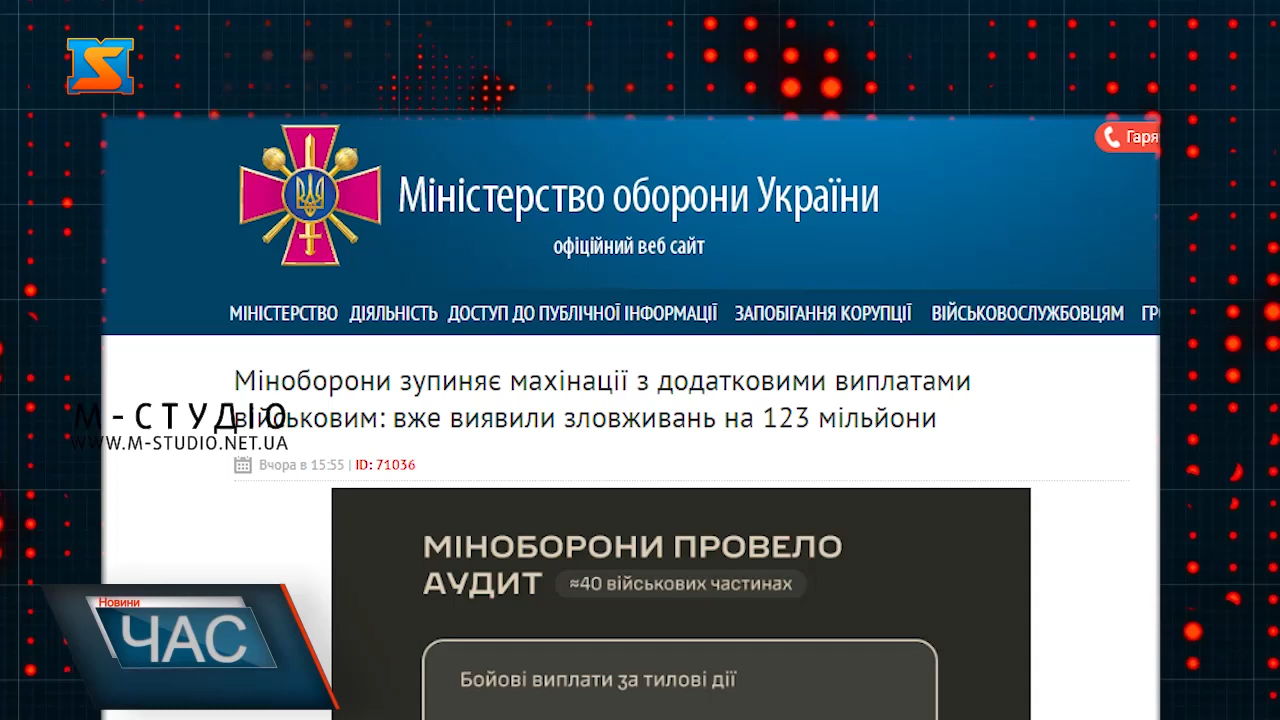 Гаря
Міністерство оборони України
офіційний веб сайт
МІНІСТЕРСТВО ДІЯЛЬНІСТЬ ДОСТУП ДО ПУБЛІЧНОЇ ІНФОРМАЦІЇ ЗАПОБІГАННЯ КОРУПЦІЇ ВІЙСЬКОВОСЛУЖБОВЦЯМ ГРО
Міноборони зупиняє махінації з додатковими виплатами
військовим: вже виявили зловживань на 123 мільйони
М-СТУДІО
WWW.M-STUDIO.NET.UA
Вчора в 15:55 | ID: 71036
МІНОБОРОНИ ПРОВЕЛО
АУДИТ ≈40 військових частинах
Бойові виплати за тилові дії
Новини
ЧАС